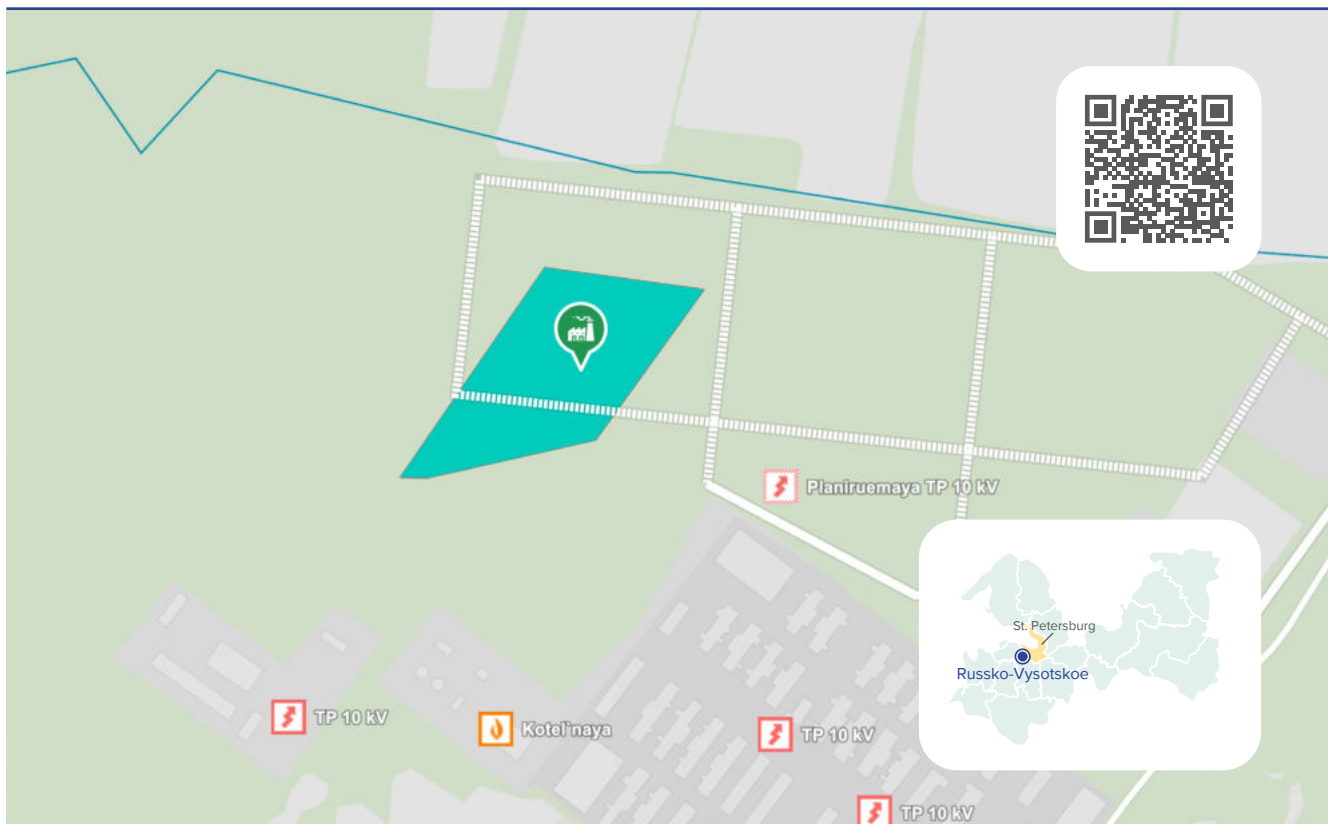 Planiruemaya TP 10 kV
St. Petersburg
Russko-Vysotskoe
TP 10 kV
Kotel'naya
TP 10 kV
TP 10 kV